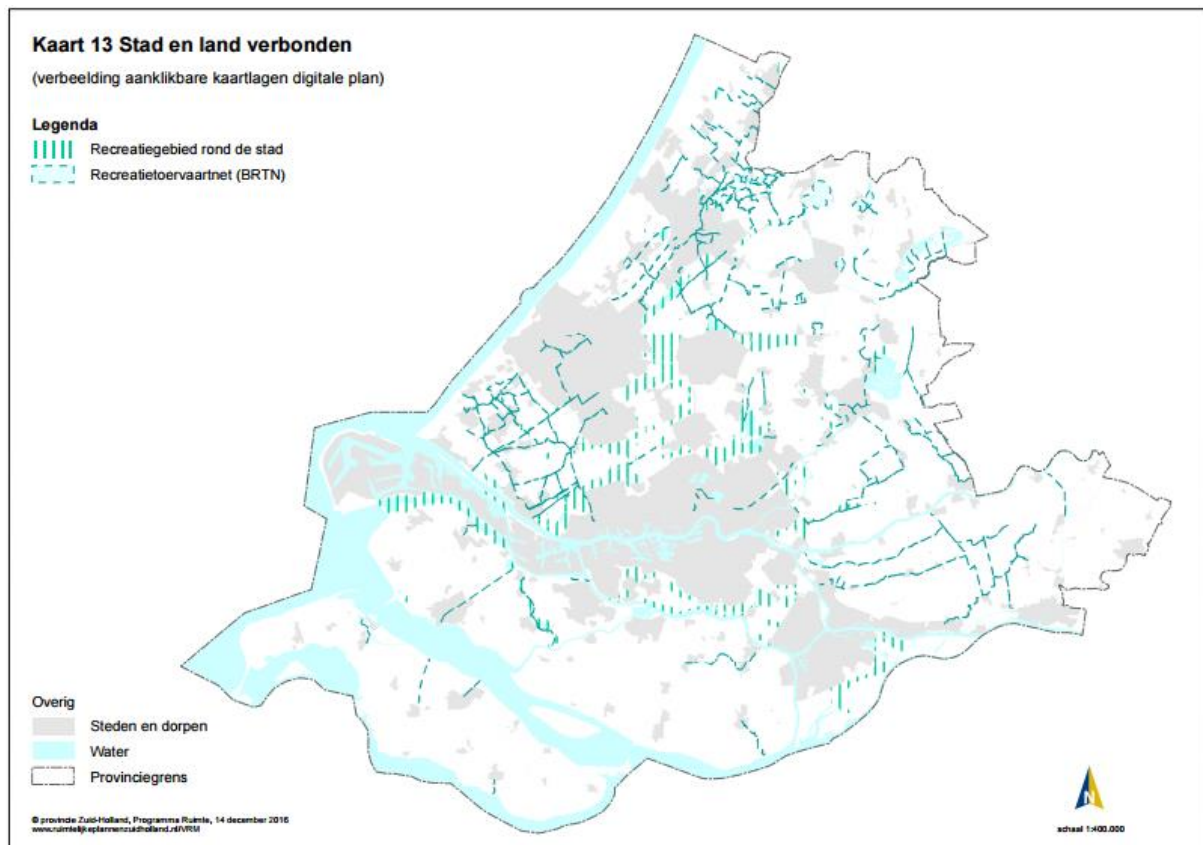 Kaart 13 Stad en land verbonden
(verbeelding aanklikbare kaartlagen digitale plan)
Legenda
Recreatiegebied rond de stad
Recreatietoervaartnet (BRTN)
Overig
Steden en dorpen
Water
Provinciegrens
© provincie Zuid-Holland, Programma Ruimte, 14 december 2016
www.ruimtelijkeplannenzuidholland.nl/VRM
N
schaal 1:400.000